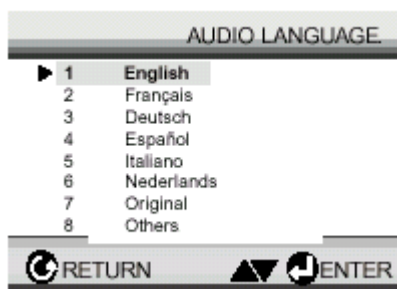 AUDIO LANGUAGE
1 English
2 Français
3 Deutsch
4 Español
5 Italiano
6 Nederlands
7 Original
8 Others
RETURN ENTER